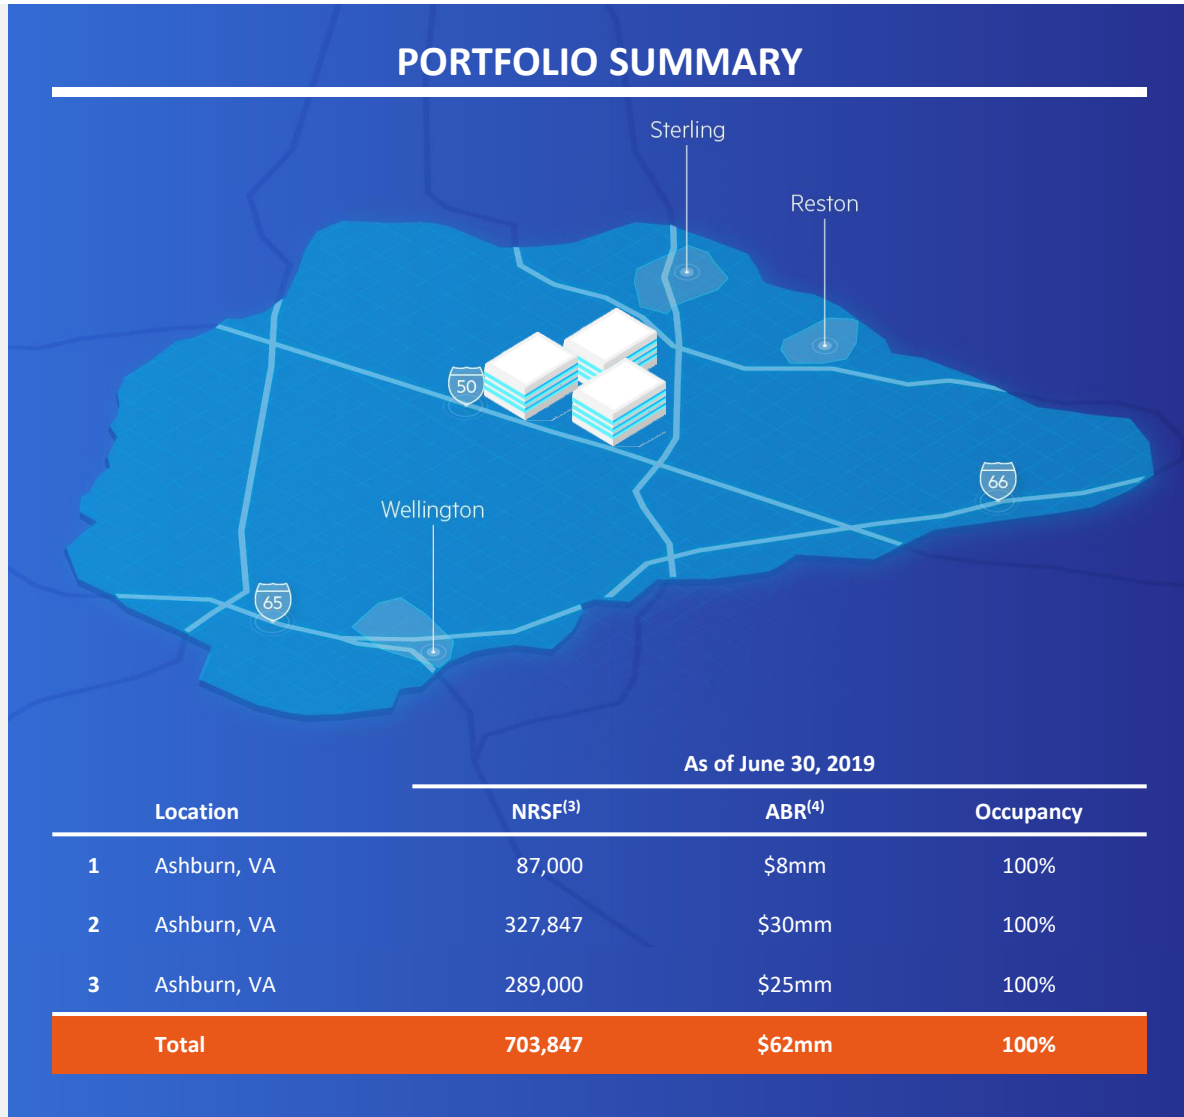 PORTFOLIO SUMMARY
Sterling
Reston
50
66
Wellington
65
As of June 30, 2019
Location NRSF(3) ABR(4) Occupancy
1 Ashburn, VA 87,000 $8mm 100%
2 Ashburn, VA 327,847 $30mm 100%
3 Ashburn, VA 289,000 $25mm 100%
Total 703,847 $62mm 100%